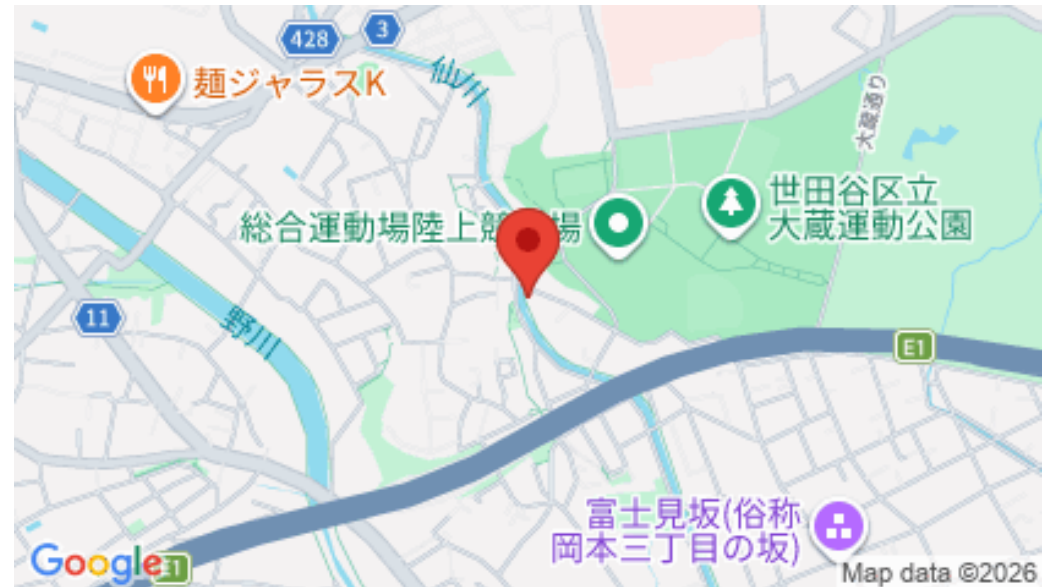 428
3
仙川
麺ジャラスK
大蔵通り
世田谷区立
大蔵運動公園
総合運動場陸上競 場
野川
11
E1
富士見坂(俗称
岡本三丁目の坂)
Google
E1
Map data ©2026